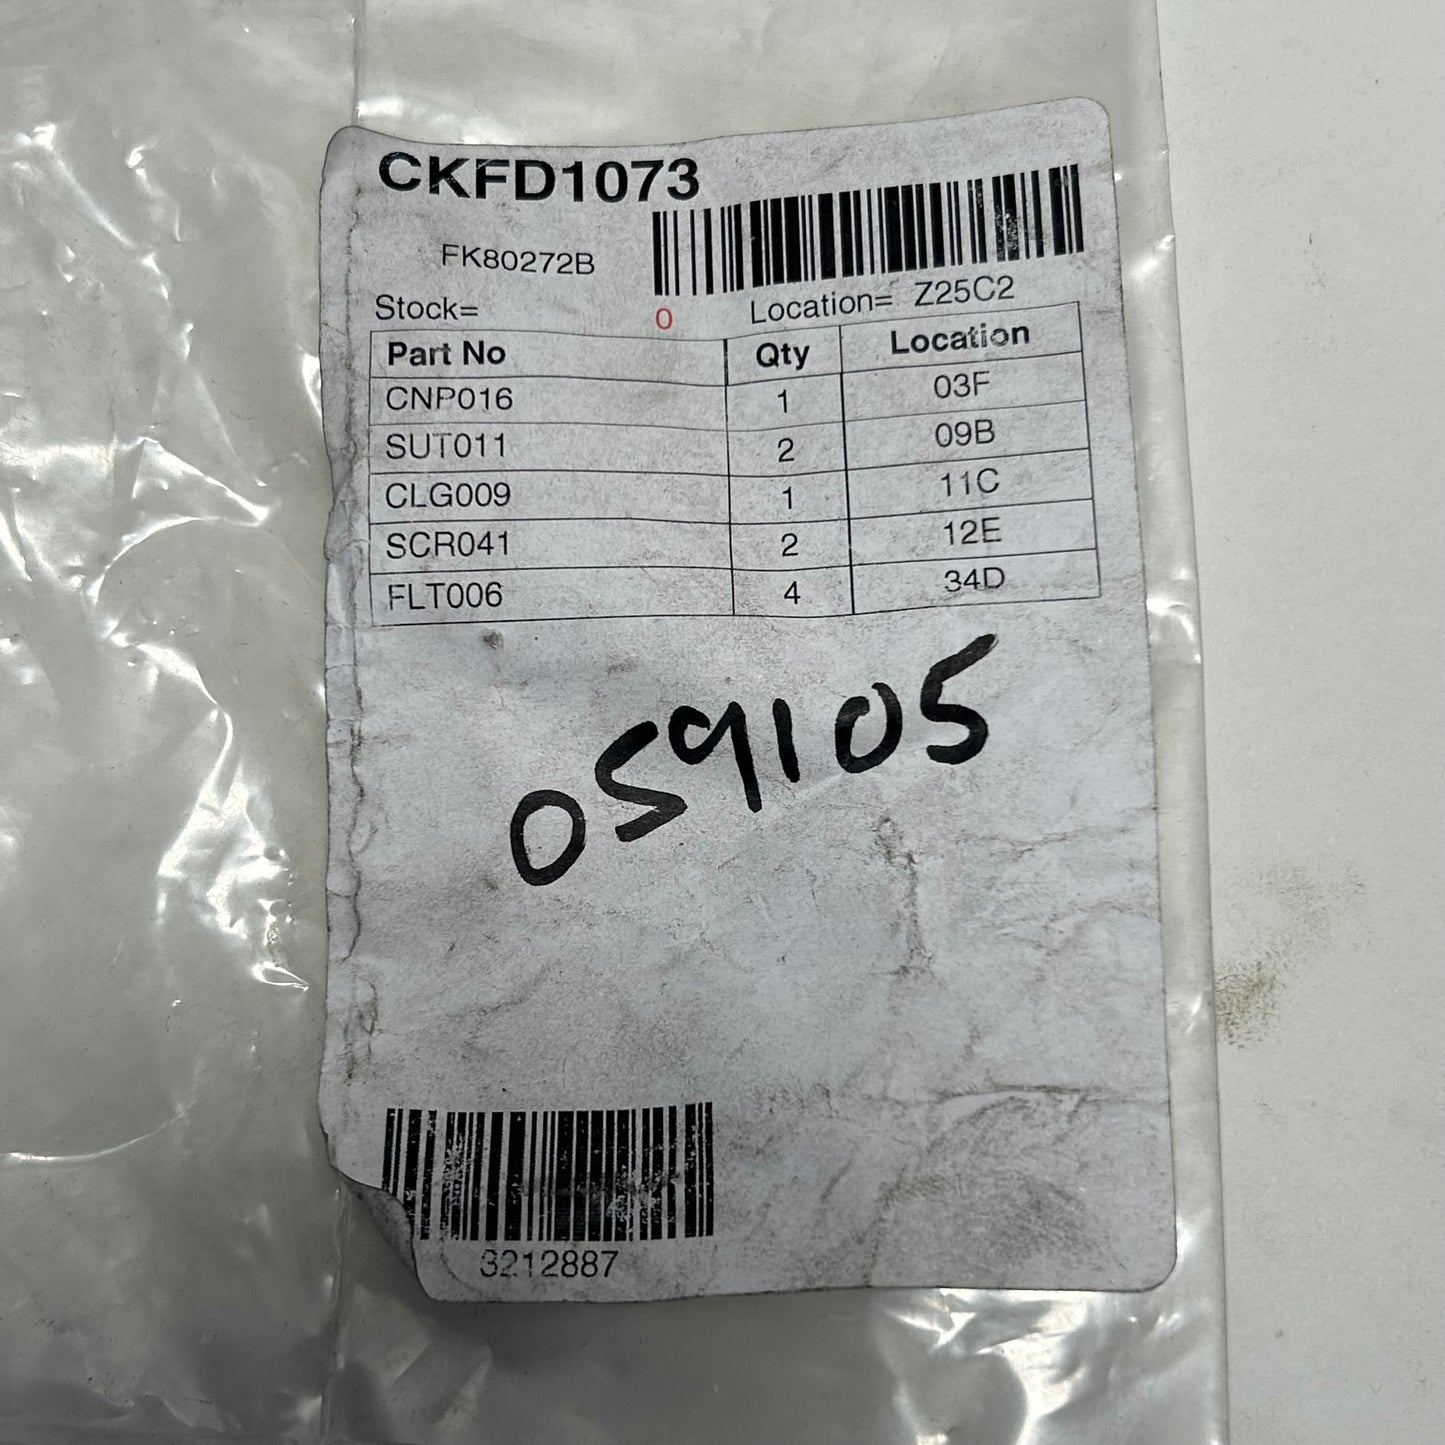 CKFD1073
FK80272B
Stock= 0 Location= Z25C2
Part No Qty Location
CNP016 1 03F
SUT011 2 09B
CLG009 1 11C
SCR041 2 12E
FLT006 4 34D
059105
3212887